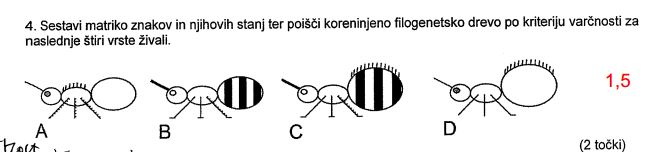 4. Sestavi matriko znakov in njihovih stanj ter poišči koreninjeno filogenetsko drevo po kriteriju varčnosti za
naslednje štiri vrste živali.
1,5
A B C D
(2 točki)